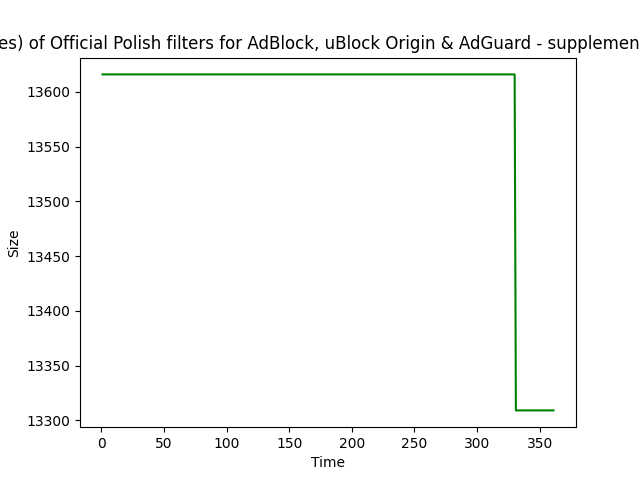 es) of Official Polish filters for AdBlock, uBlock Origin & AdGuard - supplemen
13600
13550
13500
13450
13400
13350
13300
Size
0 50 100 150 200 250 300 350
Time